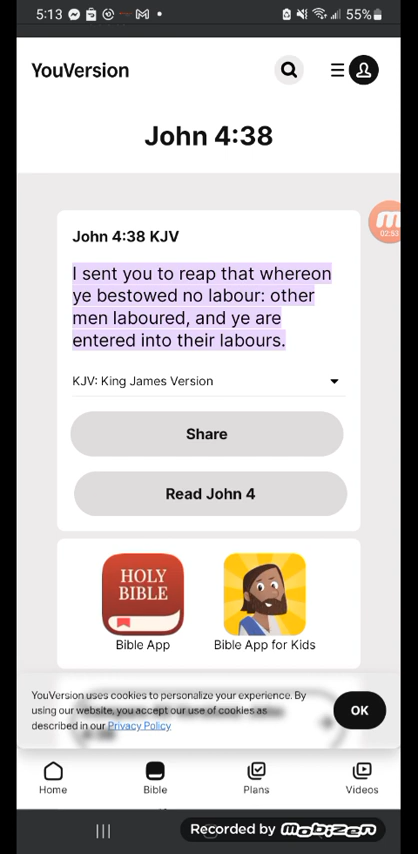 5:13 55%
YouVersion
John 4:38
02:53
John 4:38 KJV
I sent you to reap that whereon
ye bestowed no labour: other
men laboured, and ye are
entered into their labours.
KJV: King James Version
Share
Read John 4
HOLY
BIBLE
Bible App Bible App for Kids
YouVersion uses cookies to personalize your experience. By
using our website, you accept our use of cookies as
described in our Privacy Policy
OK
Home Bible Plans Videos
Recorded by mobizen